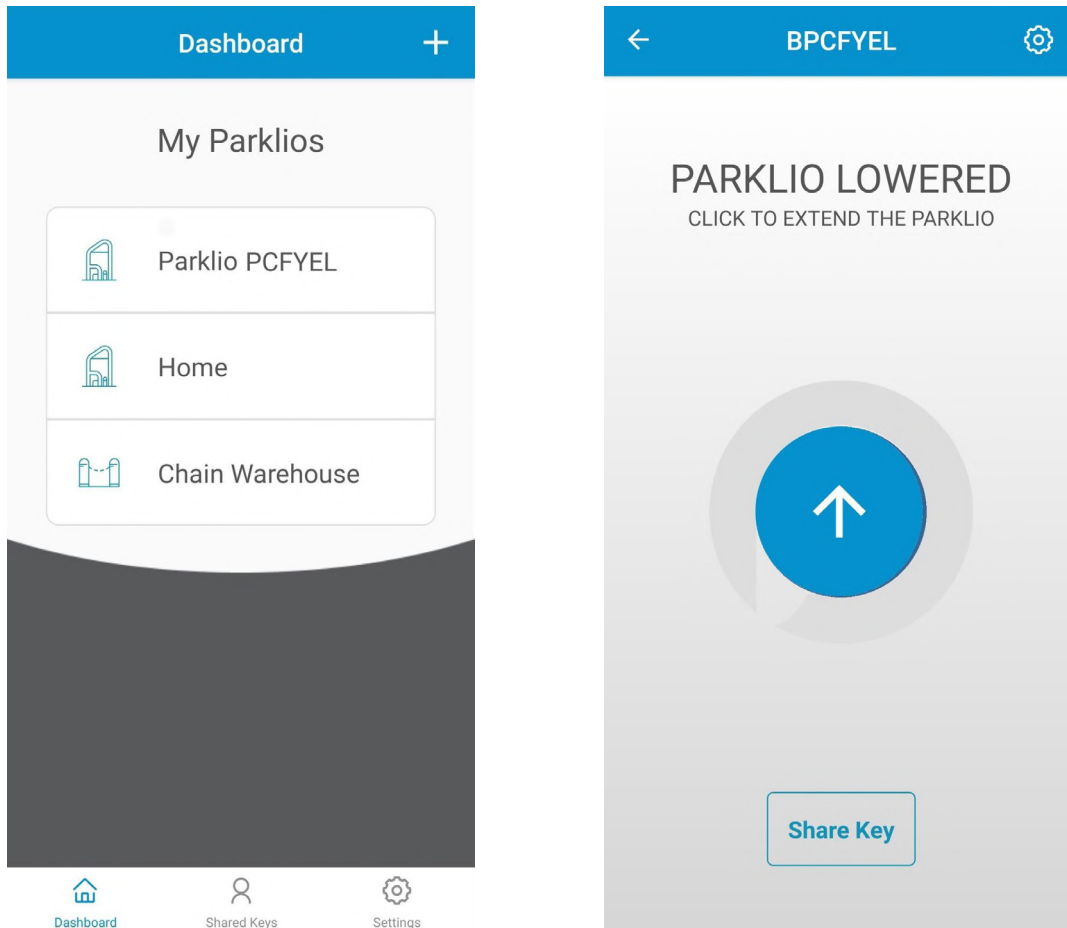 Dashboard
My Parklios
Parklio PCFYEL
Home
Chain Warehouse
Dashboard
Shared Keys
Settings
BPCFYEL
PARKLIO LOWERED
CLICK TO EXTEND THE PARKLIO
Share Key